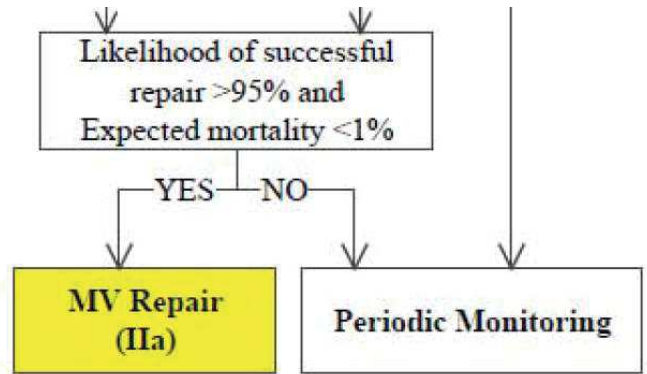 Likelihood of successful
repair >95% and
Expected mortality <1%
YES NO
MV Repair
(IIa)
Periodic Monitoring